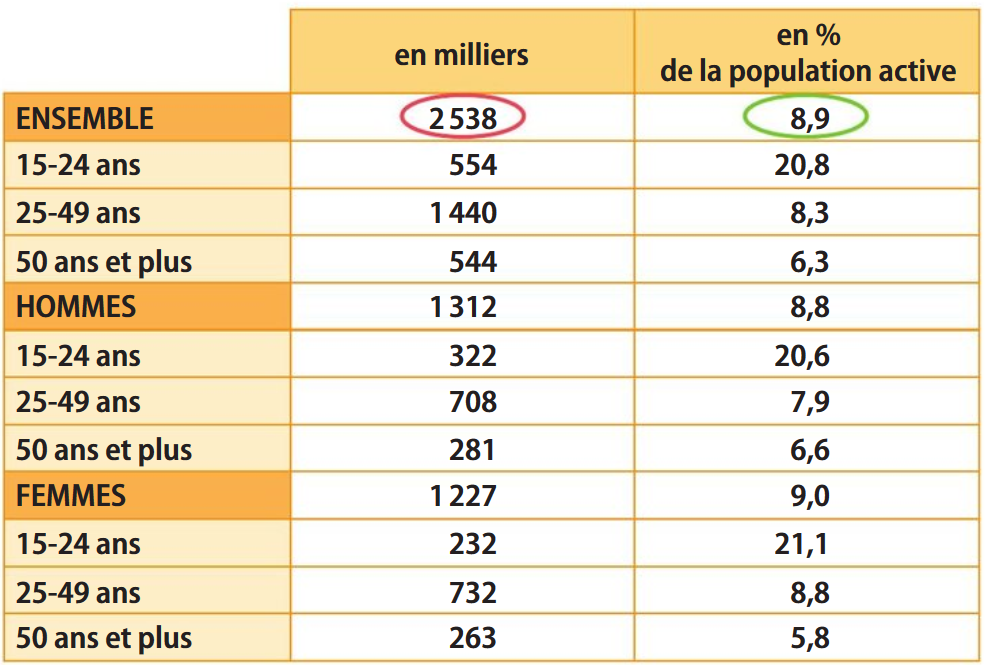 en milliers
en %
de la population active
ENSEMBLE 2 538 8,9
15-24 ans 554 20,8
25-49 ans 1 440 8,3
50 ans et plus 544 6,3
HOMMES 1 312 8,8
15-24 ans 322 20,6
25-49 ans 708 7,9
50 ans et plus 281 6,6
FEMMES 1 227 9,0
15-24 ans 232 21,1
25-49 ans 732 8,8
50 ans et plus 263 5,8